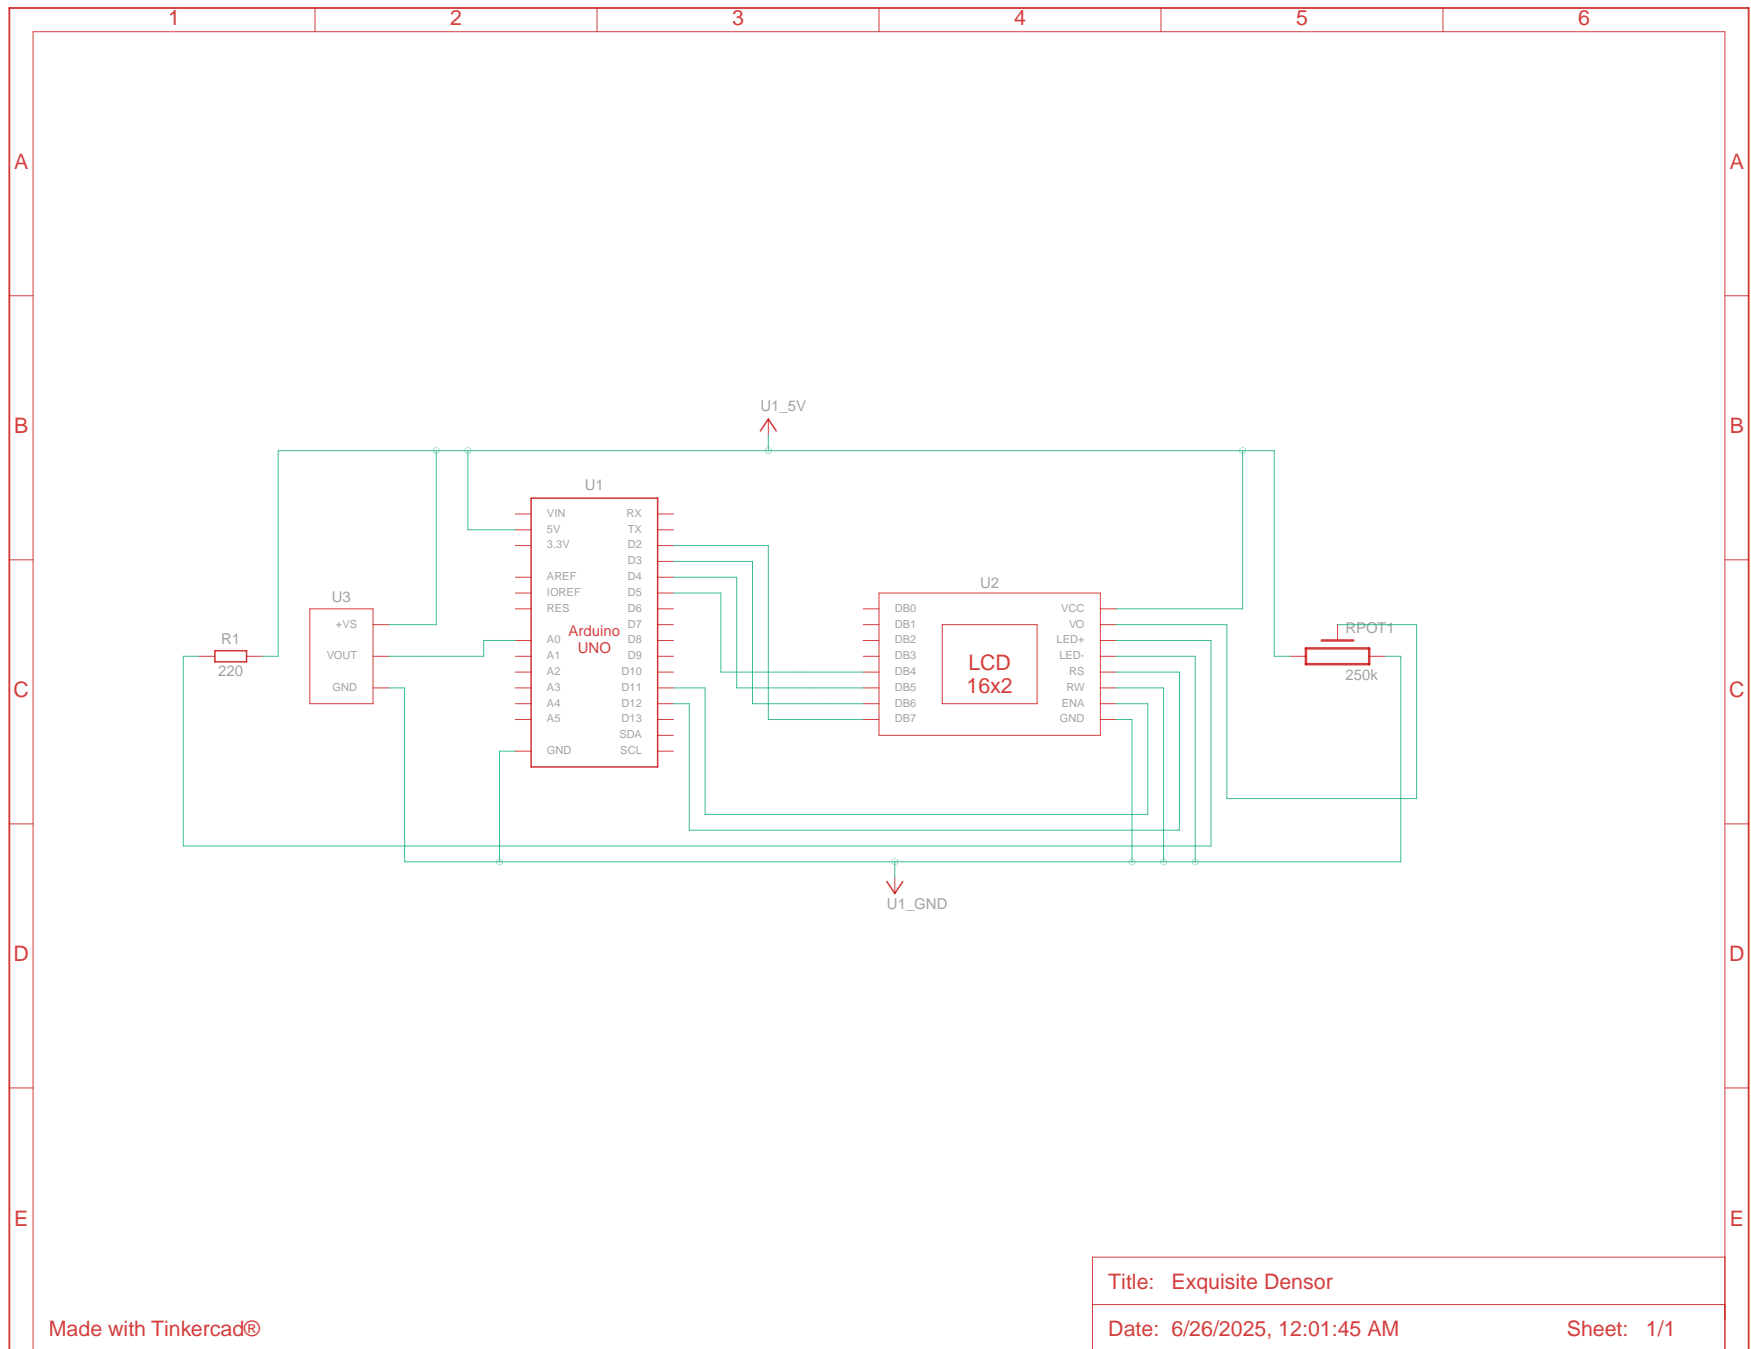 1 2 3 4 5 6
A A
B B
C C
D D
E E
U1_5V
U1
VIN RX
5V TX
3.3V D2
D3
AREF D4
IOREF D5
RES D6
D7
A0 D8
A1 D9
A2 D10
A3 D11
A4 D12
A5 D13
SDA
GND SCL
Arduino
UNO
U3
+VS
VOUT
GND
R1
220
U2
DB0 VCC
DB1 VO
DB2 LED+
DB3 LED-
DB4 RS
DB5 RW
DB6 ENA
DB7 GND
LCD
16x2
RPOT1
250k
U1_GND
Title: Exquisite Densor
Date: 6/26/2025, 12:01:45 AM Sheet: 1/1
Made with Tinkercad®